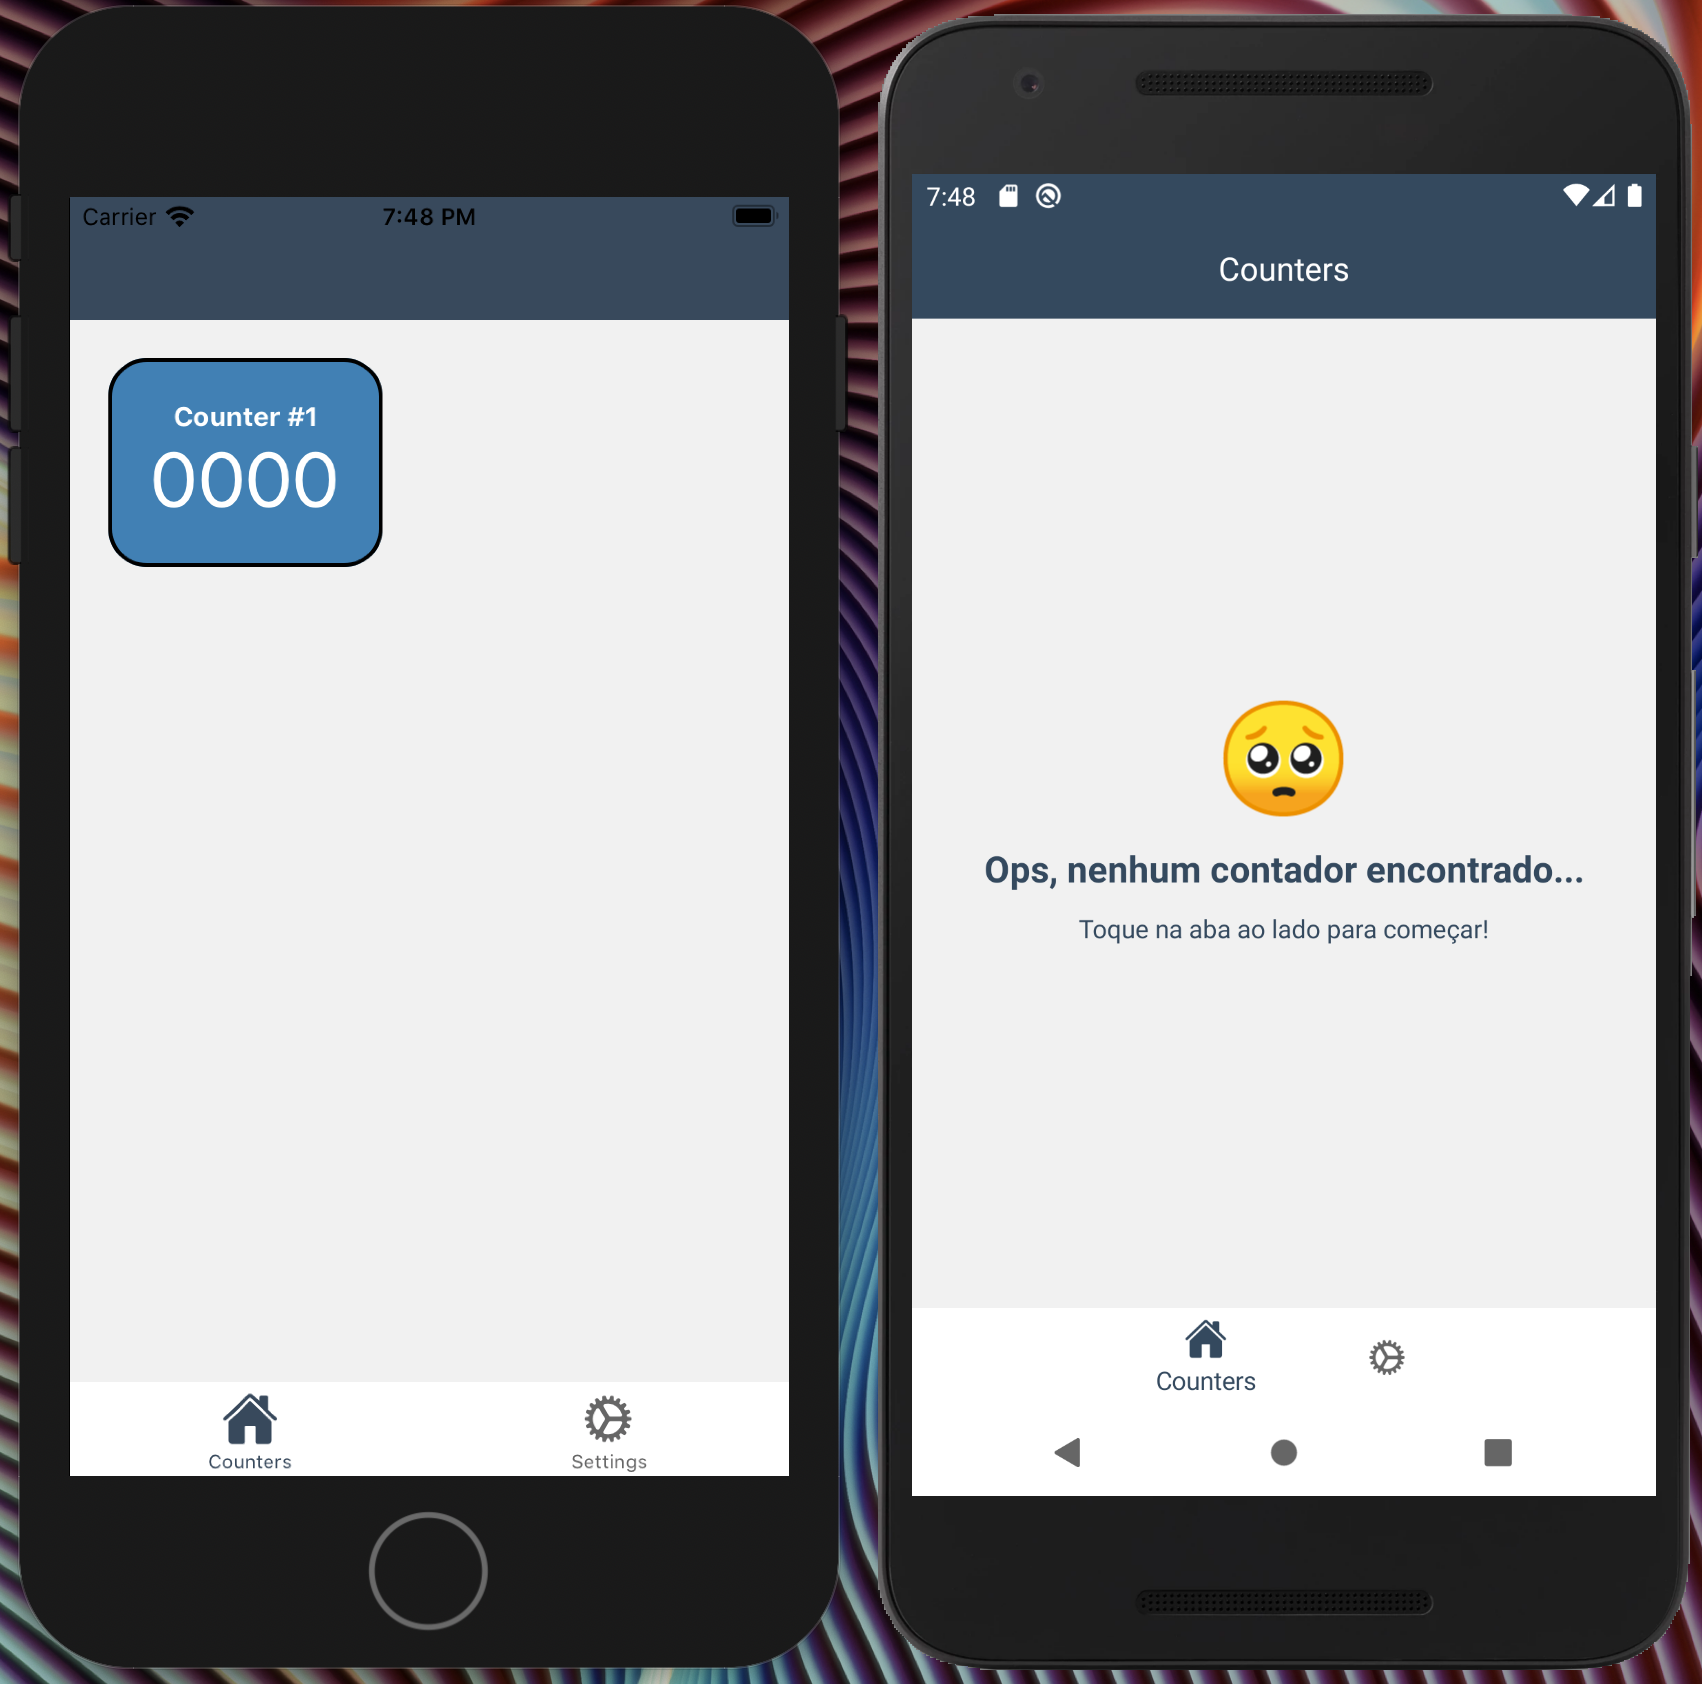 Carrier 7:48 PM
Counter #1
0000
Counters Settings
7:48
Counters
Ops, nenhum contador encontrado...
Toque na aba ao lado para começar!
Counters